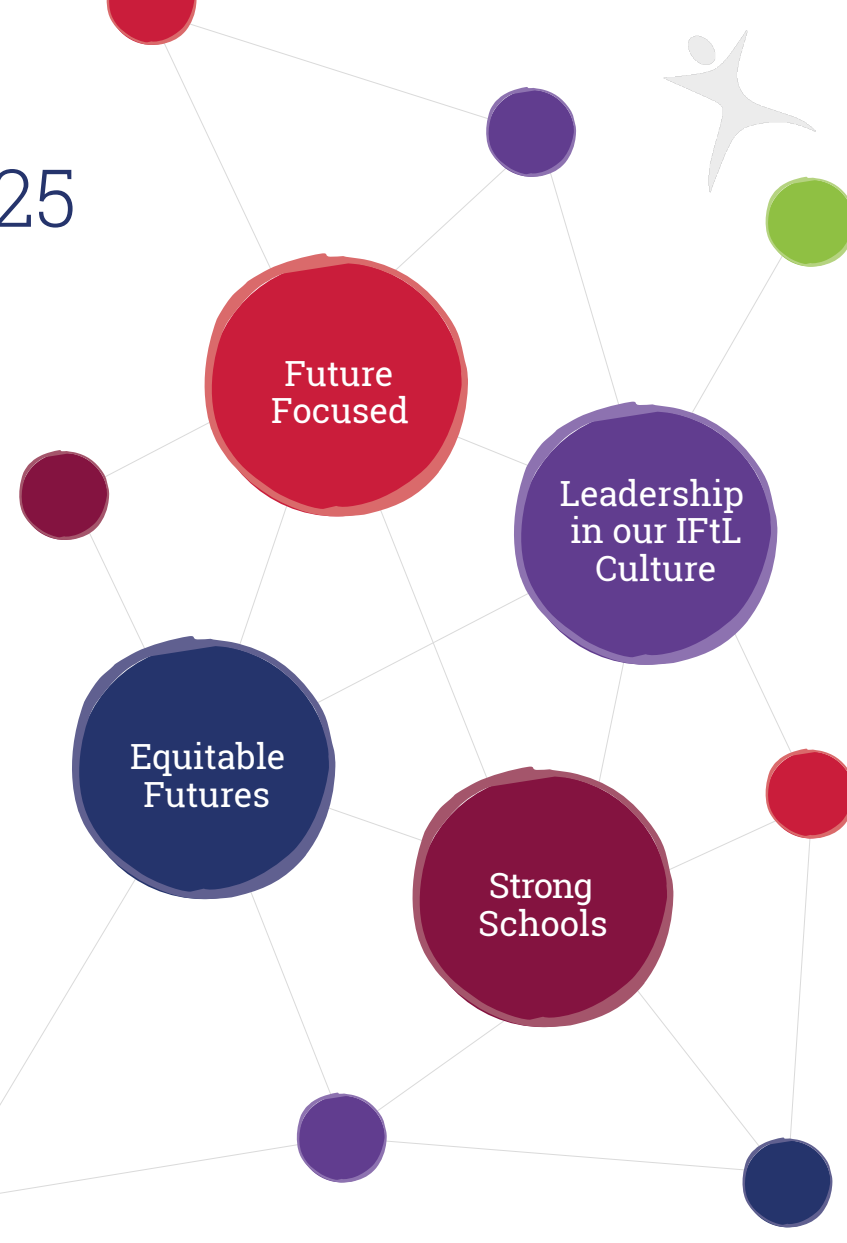 25
Future
Focused
Leadership
in our IFtL
Culture
Equitable
Futures
Strong
Schools